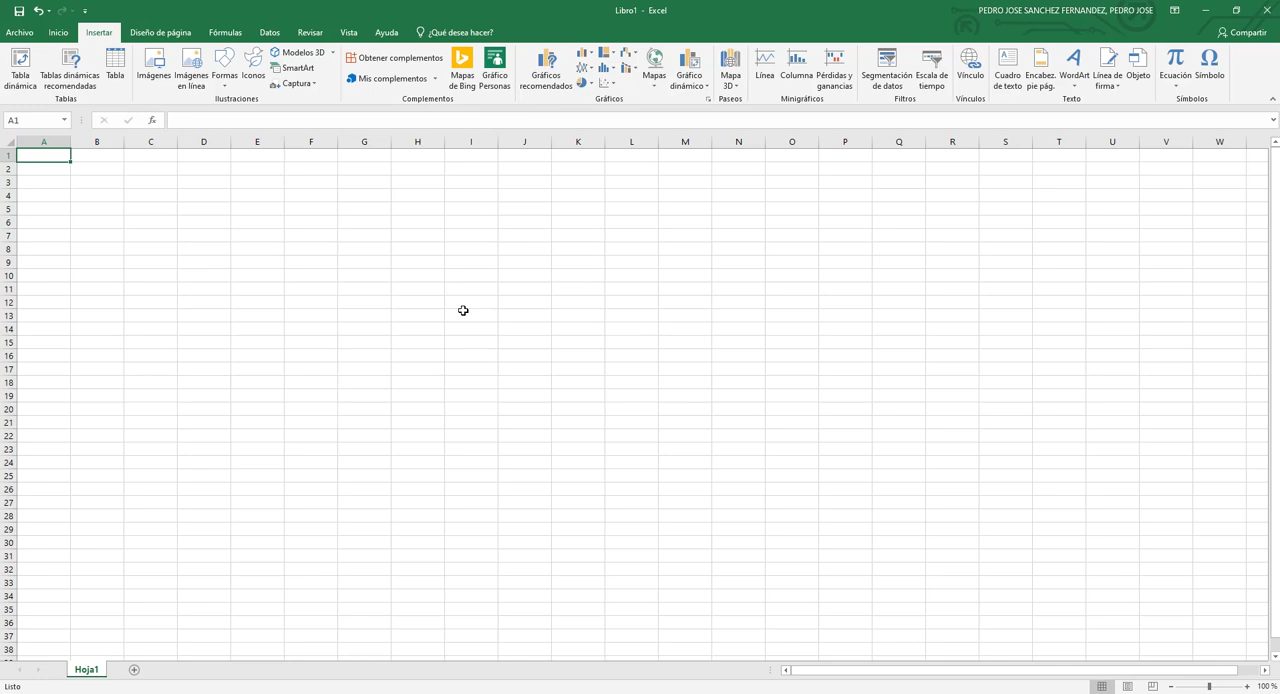 Libro1 - Excel
PEDRO JOSE SANCHEZ FERNANDEZ, PEDRO JOSE
Archivo Inicio Insertar Diseño de página Fórmulas Datos Revisar Vista Ayuda ¿Qué desea hacer? Compartir
Tabla dinámica
Tablas dinámicas recomendadas
Tabla
Tablas
Imágenes
Imágenes en línea
Formas
Iconos
Modelos 3D
SmartArt
Captura
Ilustraciones
Obtener complementos
Mis complementos
Mapas de Bing
Gráfico Personas
Complementos
Gráficos recomendados
Mapas
Gráfico dinámico
Gráficos
Mapa 3D
Paseos
Línea
Columna
Pérdidas y ganancias
Minigráficos
Segmentación de datos
Escala de tiempo
Filtros
Vínculo
Vínculos
Cuadro de texto
Encabez. pie pág.
WordArt
Línea de firma
Objeto
Texto
Ecuación
Símbolo
Símbolos
A1
fx
A B C D E F G H I J K L M N O P Q R S T U V W
1
2
3
4
5
6
7
8
9
10
11
12
13
14
15
16
17
18
19
20
21
22
23
24
25
26
27
28
29
30
31
32
33
34
35
36
37
38
Hoja1
Listo
100 %